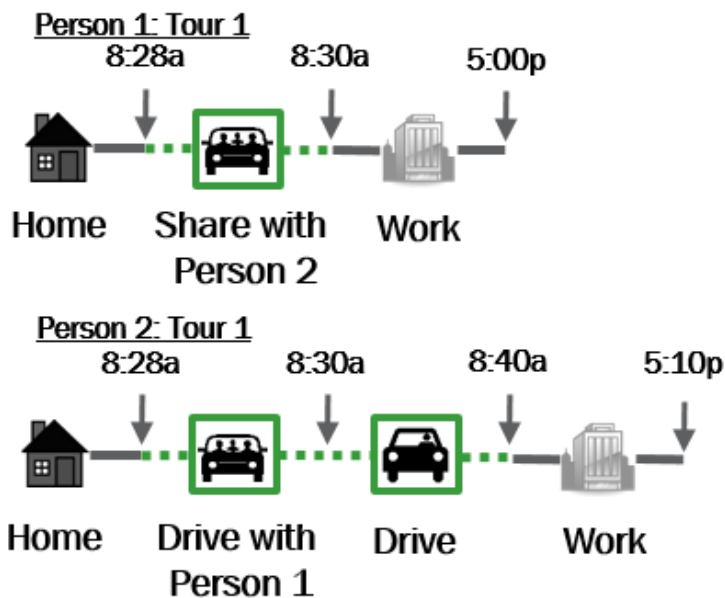 Person 1: Tour 1
8:28a 8:30a 5:00p
Home Share with Work
Person 2
Person 2: Tour 1
8:28a 8:30a 8:40a 5:10p
Home Drive with Drive Work
Person 1